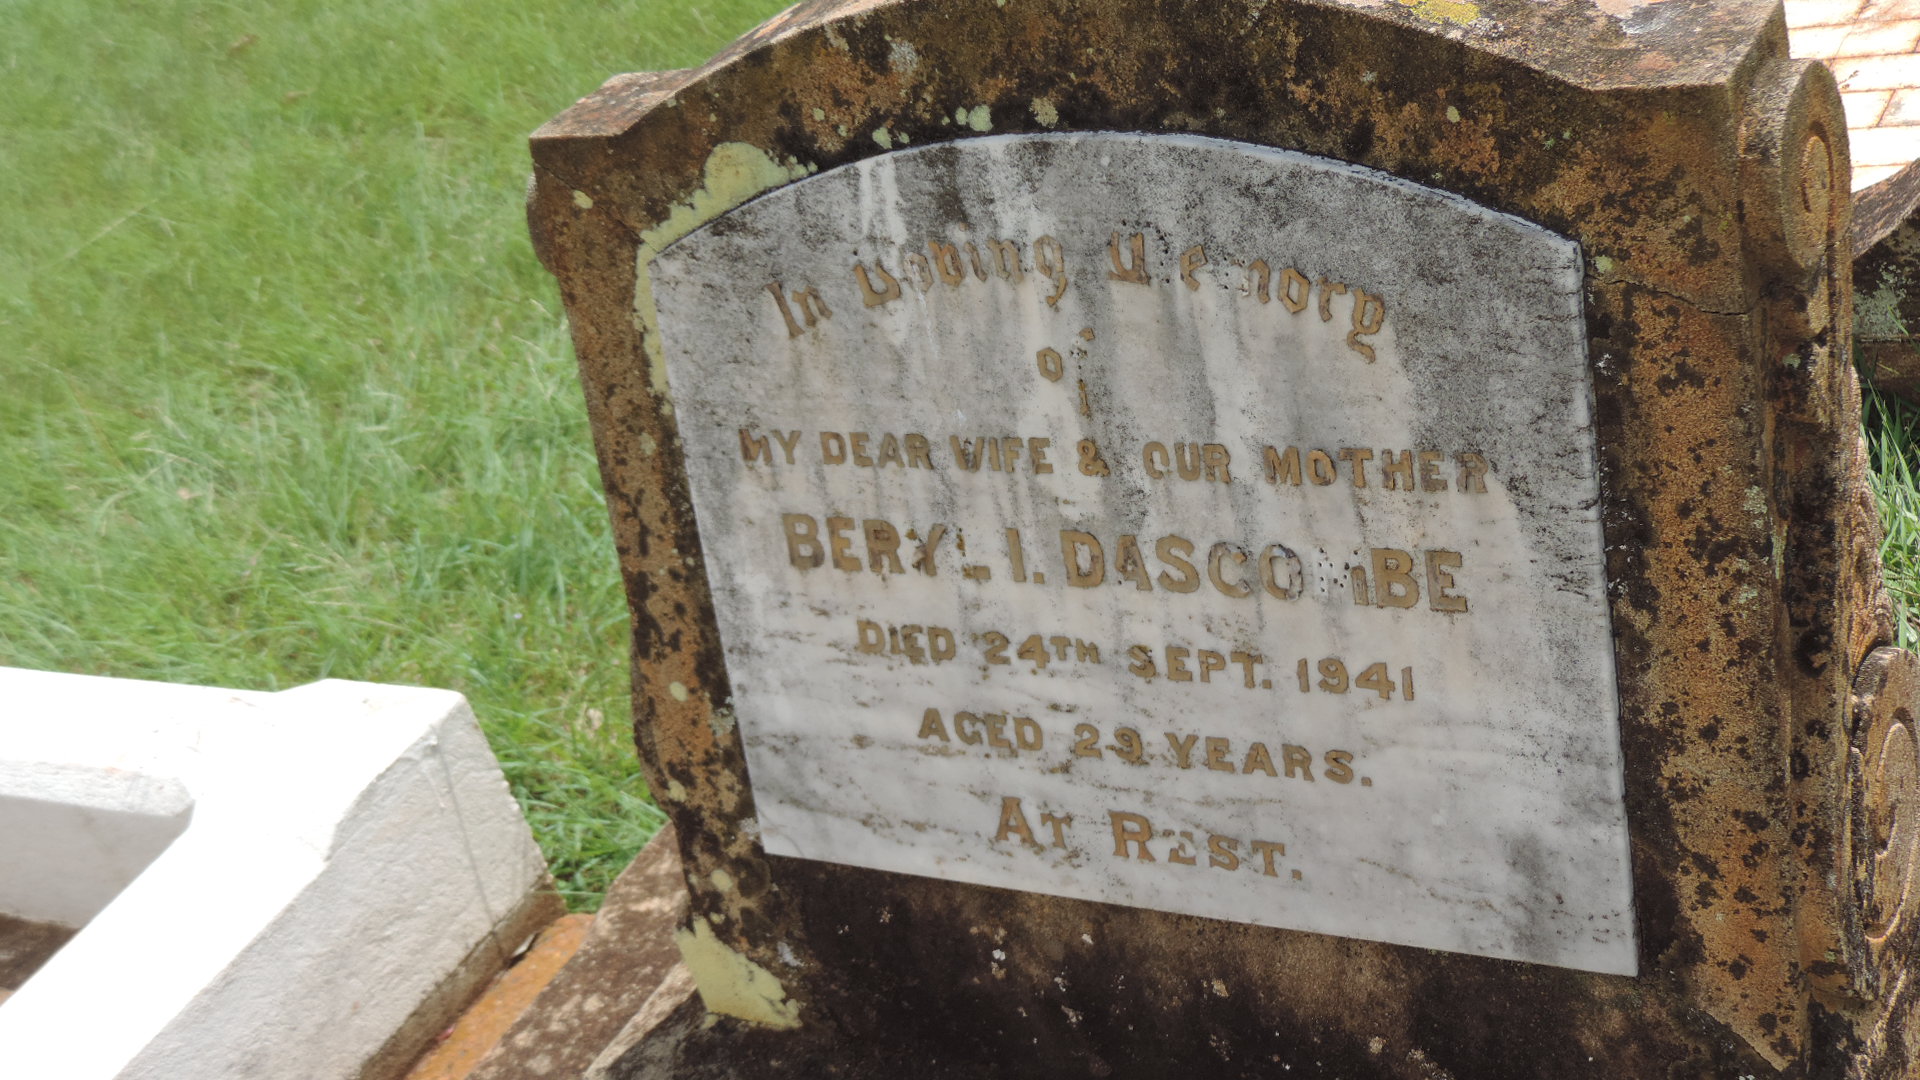 In Loving Memory
of
MY DEAR WIFE & OUR MOTHER
BERYL I. DASCOMBE
DIED 24TH SEPT. 1941
AGED 29 YEARS.
AT REST.